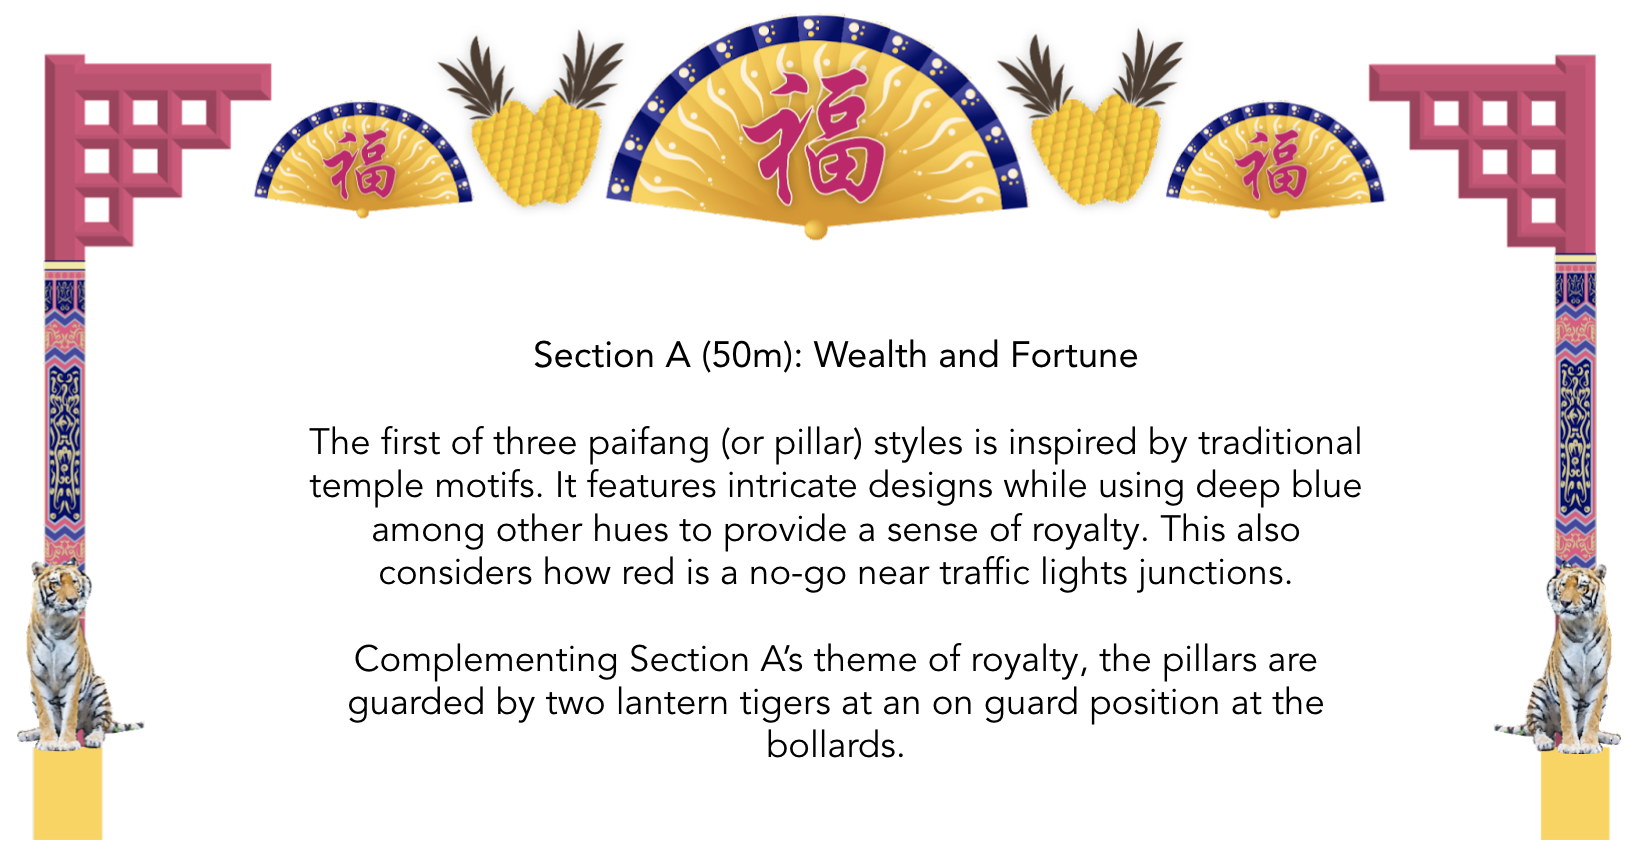 福
福
福
Section A (50m): Wealth and Fortune
The first of three paifang (or pillar) styles is inspired by traditional
temple motifs. It features intricate designs while using deep blue
among other hues to provide a sense of royalty. This also
considers how red is a no-go near traffic lights junctions.
Complementing Section A’s theme of royalty, the pillars are
guarded by two lantern tigers at an on guard position at the
bollards.